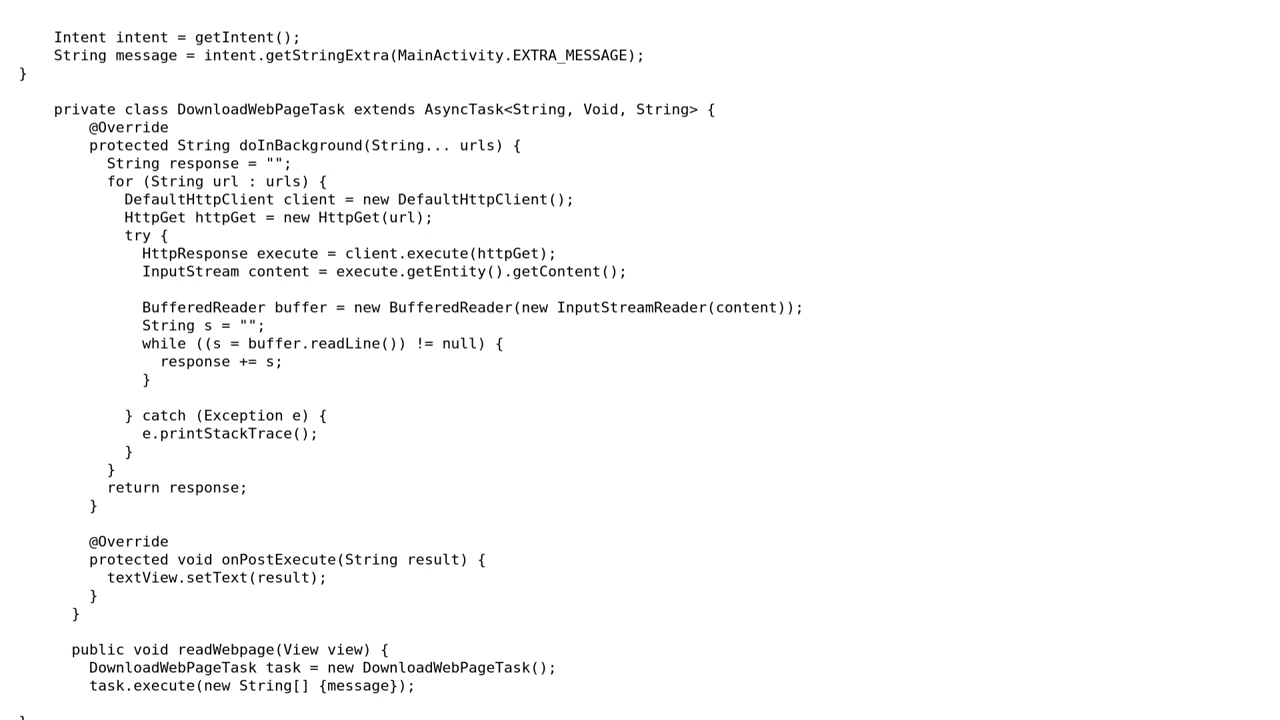 Intent intent = getIntent();
String message = intent.getStringExtra(MainActivity.EXTRA_MESSAGE);
}
private class DownloadWebPageTask extends AsyncTask<String, Void, String> {
@Override
protected String doInBackground(String... urls) {
String response = "";
for (String url : urls) {
DefaultHttpClient client = new DefaultHttpClient();
HttpGet httpGet = new HttpGet(url);
try {
HttpResponse execute = client.execute(httpGet);
InputStream content = execute.getEntity().getContent();
BufferedReader buffer = new BufferedReader(new InputStreamReader(content));
String s = "";
while ((s = buffer.readLine()) != null) {
response += s;
}
} catch (Exception e) {
e.printStackTrace();
}
}
return response;
}
@Override
protected void onPostExecute(String result) {
textView.setText(result);
}
}
public void readWebpage(View view) {
DownloadWebPageTask task = new DownloadWebPageTask();
task.execute(new String[] {message});
}